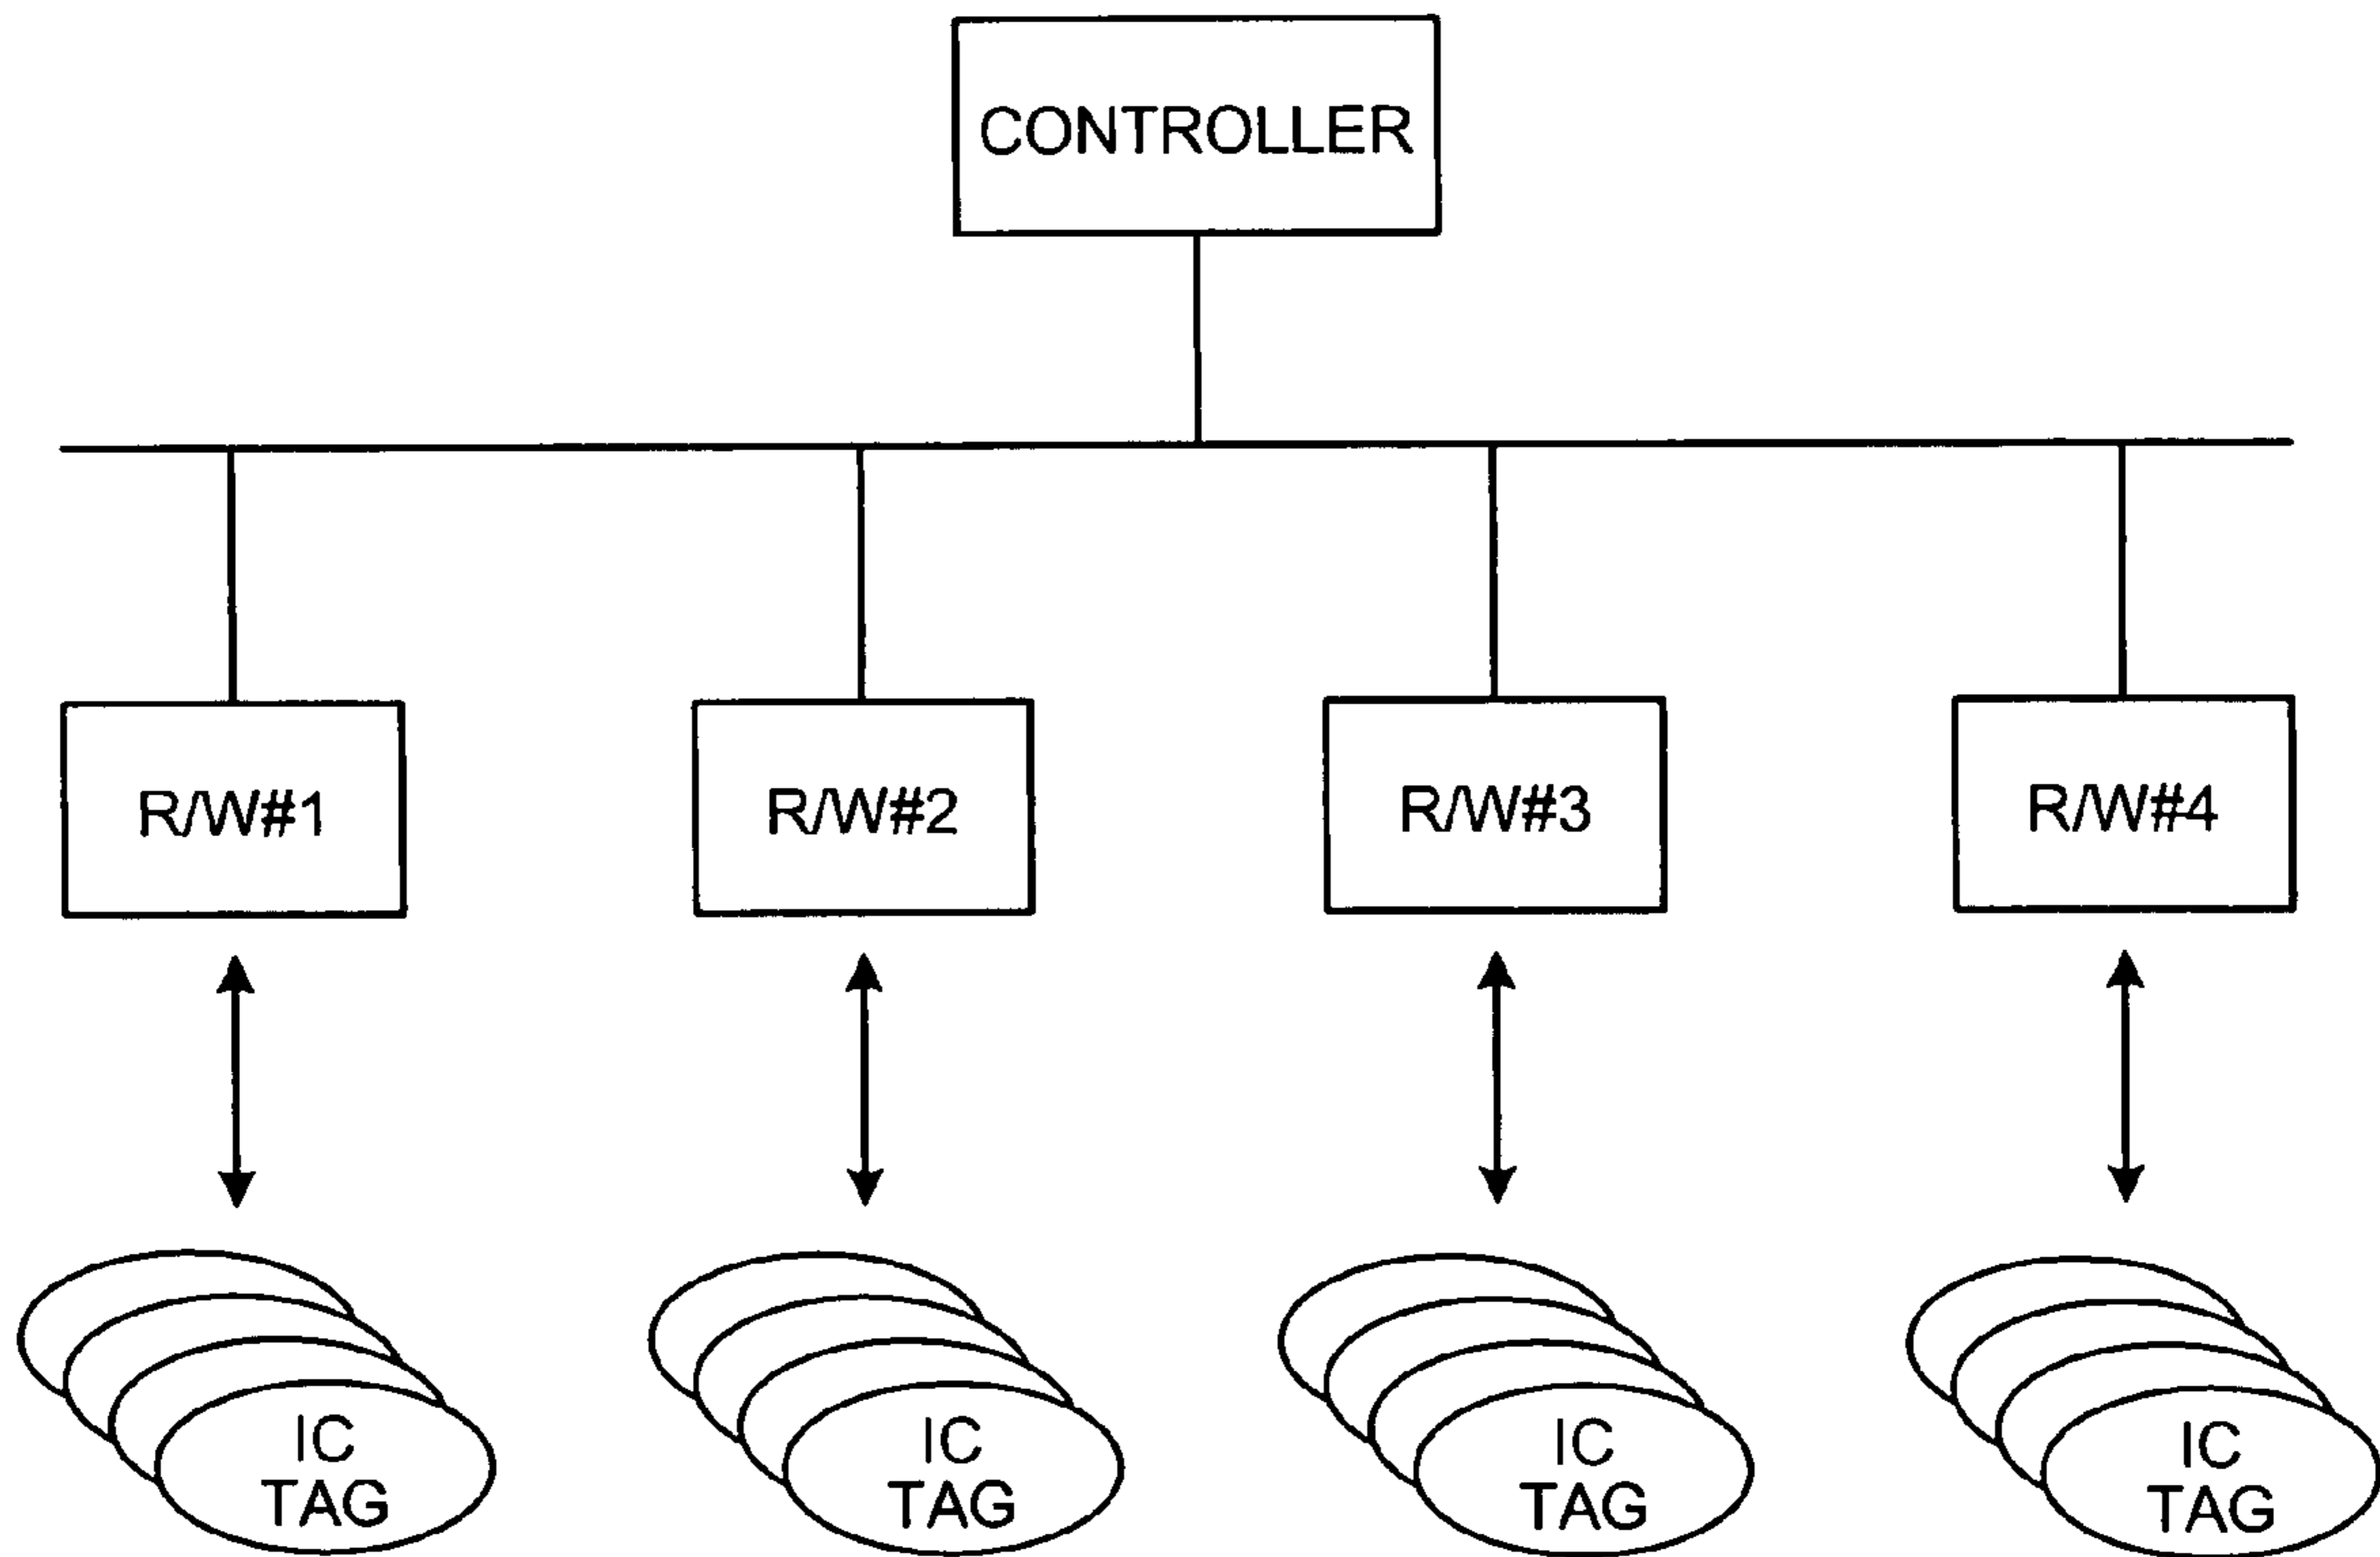 CONTROLLER
R/W#1
R/W#2
R/W#3
R/W#4
IC
TAG
IC
TAG
IC
TAG
IC
TAG